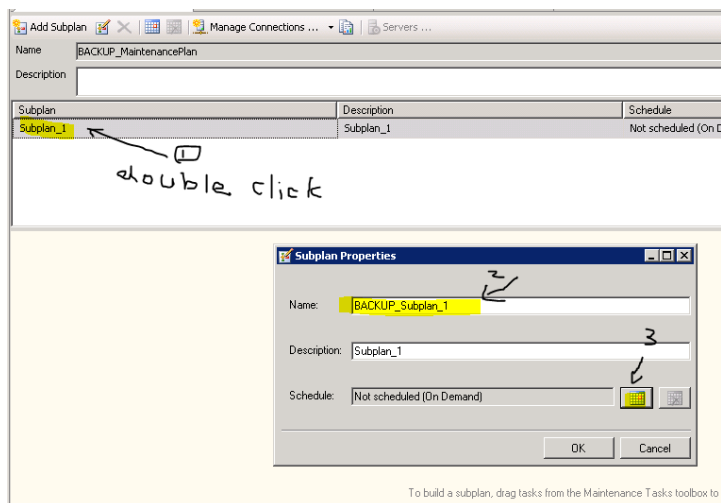 Add Subplan Manage Connections ... Servers ...
Name BACKUP_MaintenancePlan
Description
Subplan Description Schedule
Subplan_1 Subplan_1 Not scheduled (On D
1
double click
Subplan Properties
2
Name: BACKUP_Subplan_1
3
Description: Subplan_1
Schedule: Not scheduled (On Demand)
OK Cancel
To build a subplan, drag tasks from the Maintenance Tasks toolbox to